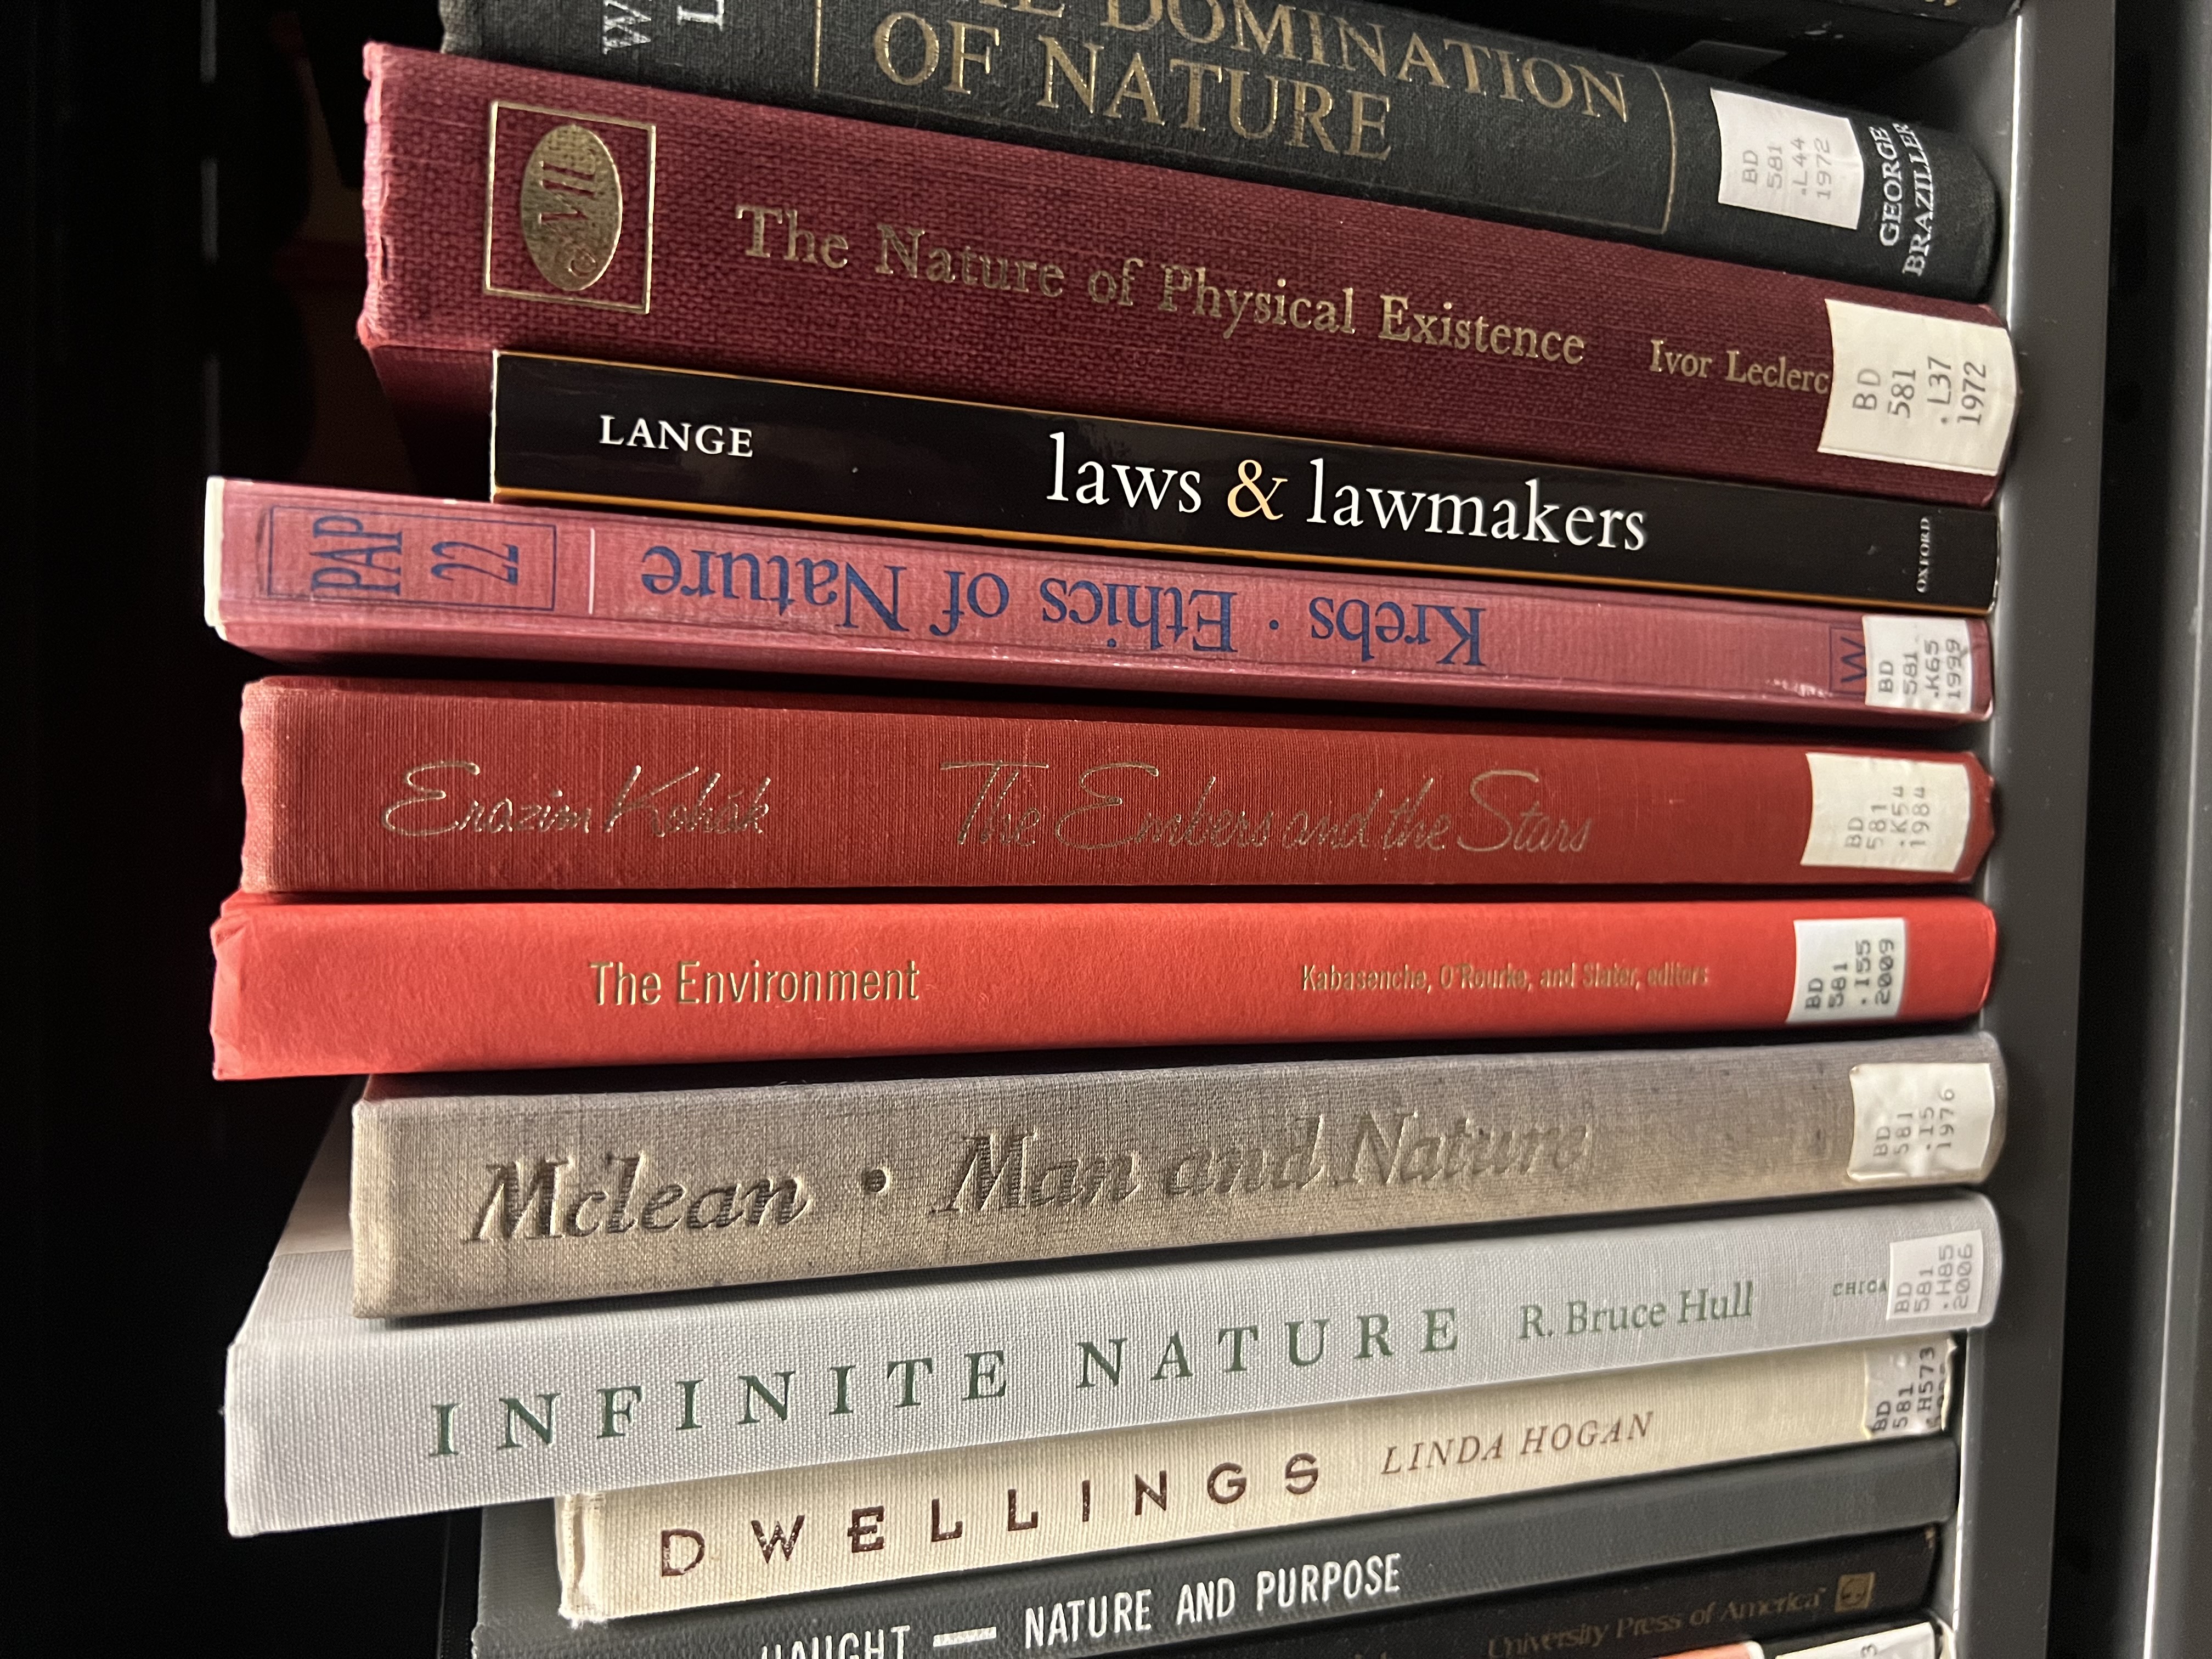 University Press of America
NATURE AND PURPOSE
DWELLINGS LINDA HOGAN
BD
581
.H573
INFINITE NATURE R. Bruce Hull
BD
581
.H85
2006
McLean • Man and Nature
BD
581
.I5
1976
The Environment
Kabasenche, O'Rourke, and Slater, editors
BD
581
.I55
2009
Erazim Kohák The Embers and the Stars
BD
581
.K54
1984
PAP
22
Krebs · Ethics of Nature
W
BD
581
.K65
1999
LANGE
laws & lawmakers
OXFORD
MU
The Nature of Physical Existence Ivor Leclerc
BD
581
.L37
1972
DOMINATION
OF NATURE
BD
581
.L44
1972
GEORGE
BRAZILLER